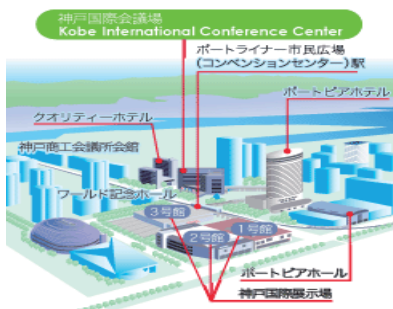 神戸国際会議場
Kobe International Conference Center
ポートライナー市民広場
(コンベンションセンター)駅
ポートピアホテル
クオリティーホテル
神戸商工会議所会館
ワールド記念ホール
3号館
1号館
2号館
ポートピアホール
神戸国際展示場